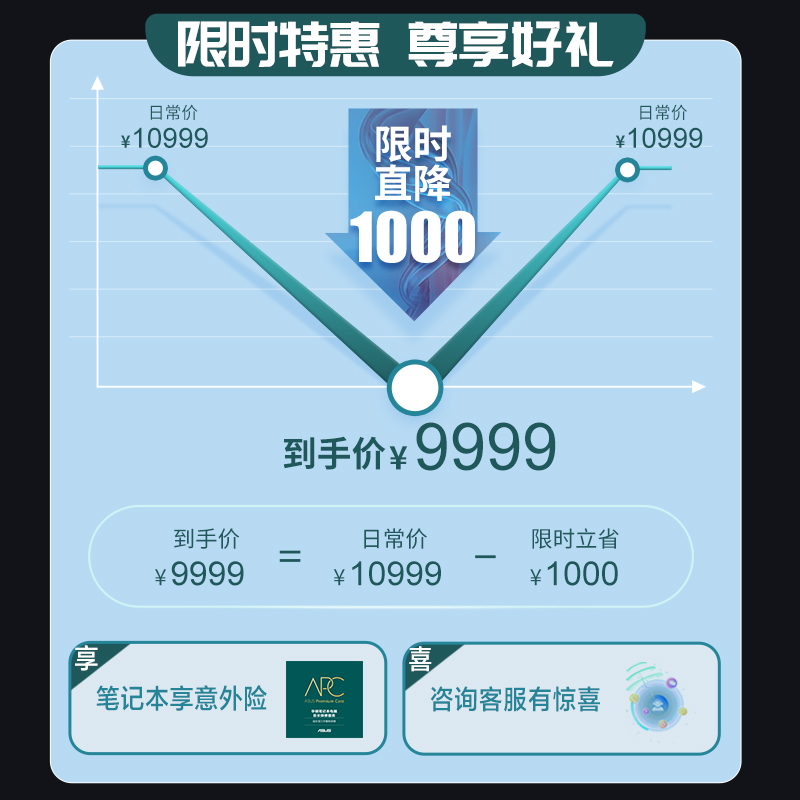 限时特惠 尊享好礼
日常价
¥10999
日常价
¥10999
限时
直降
1000
到手价¥9999
到手价 日常价 限时立省
¥9999 = ¥10999 - ¥1000
享
笔记本享意外险
APC
ASUS Premium Care
ASUS
喜
咨询客服有惊喜